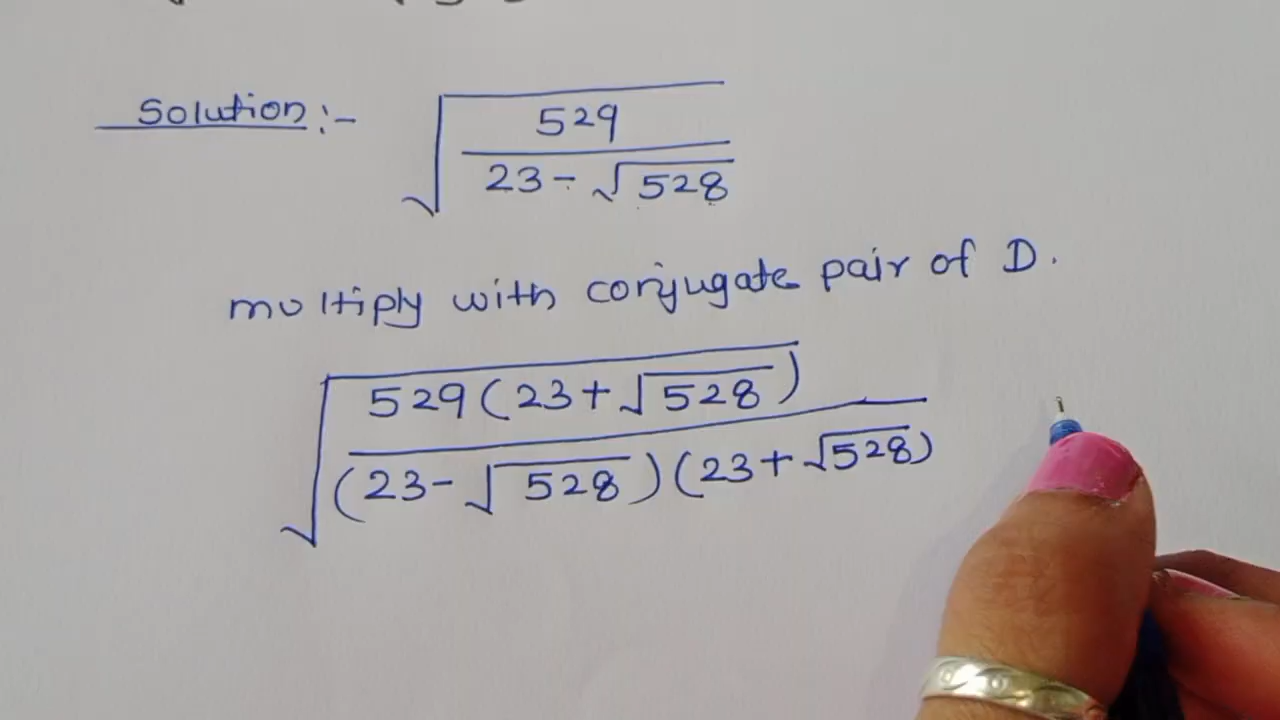 Solution:-
√(529 / (23 - √528))
multiply with conjugate pair of D.
√(529(23+√528) / ((23-√528)(23+√528)))